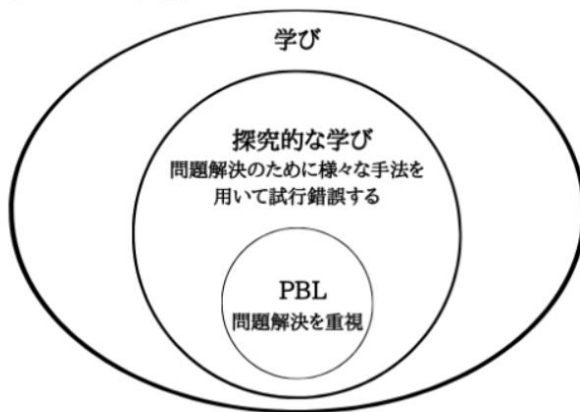 学び
探究的な学び
問題解決のために様々な手法を
用いて試行錯誤する
PBL
問題解決を重視